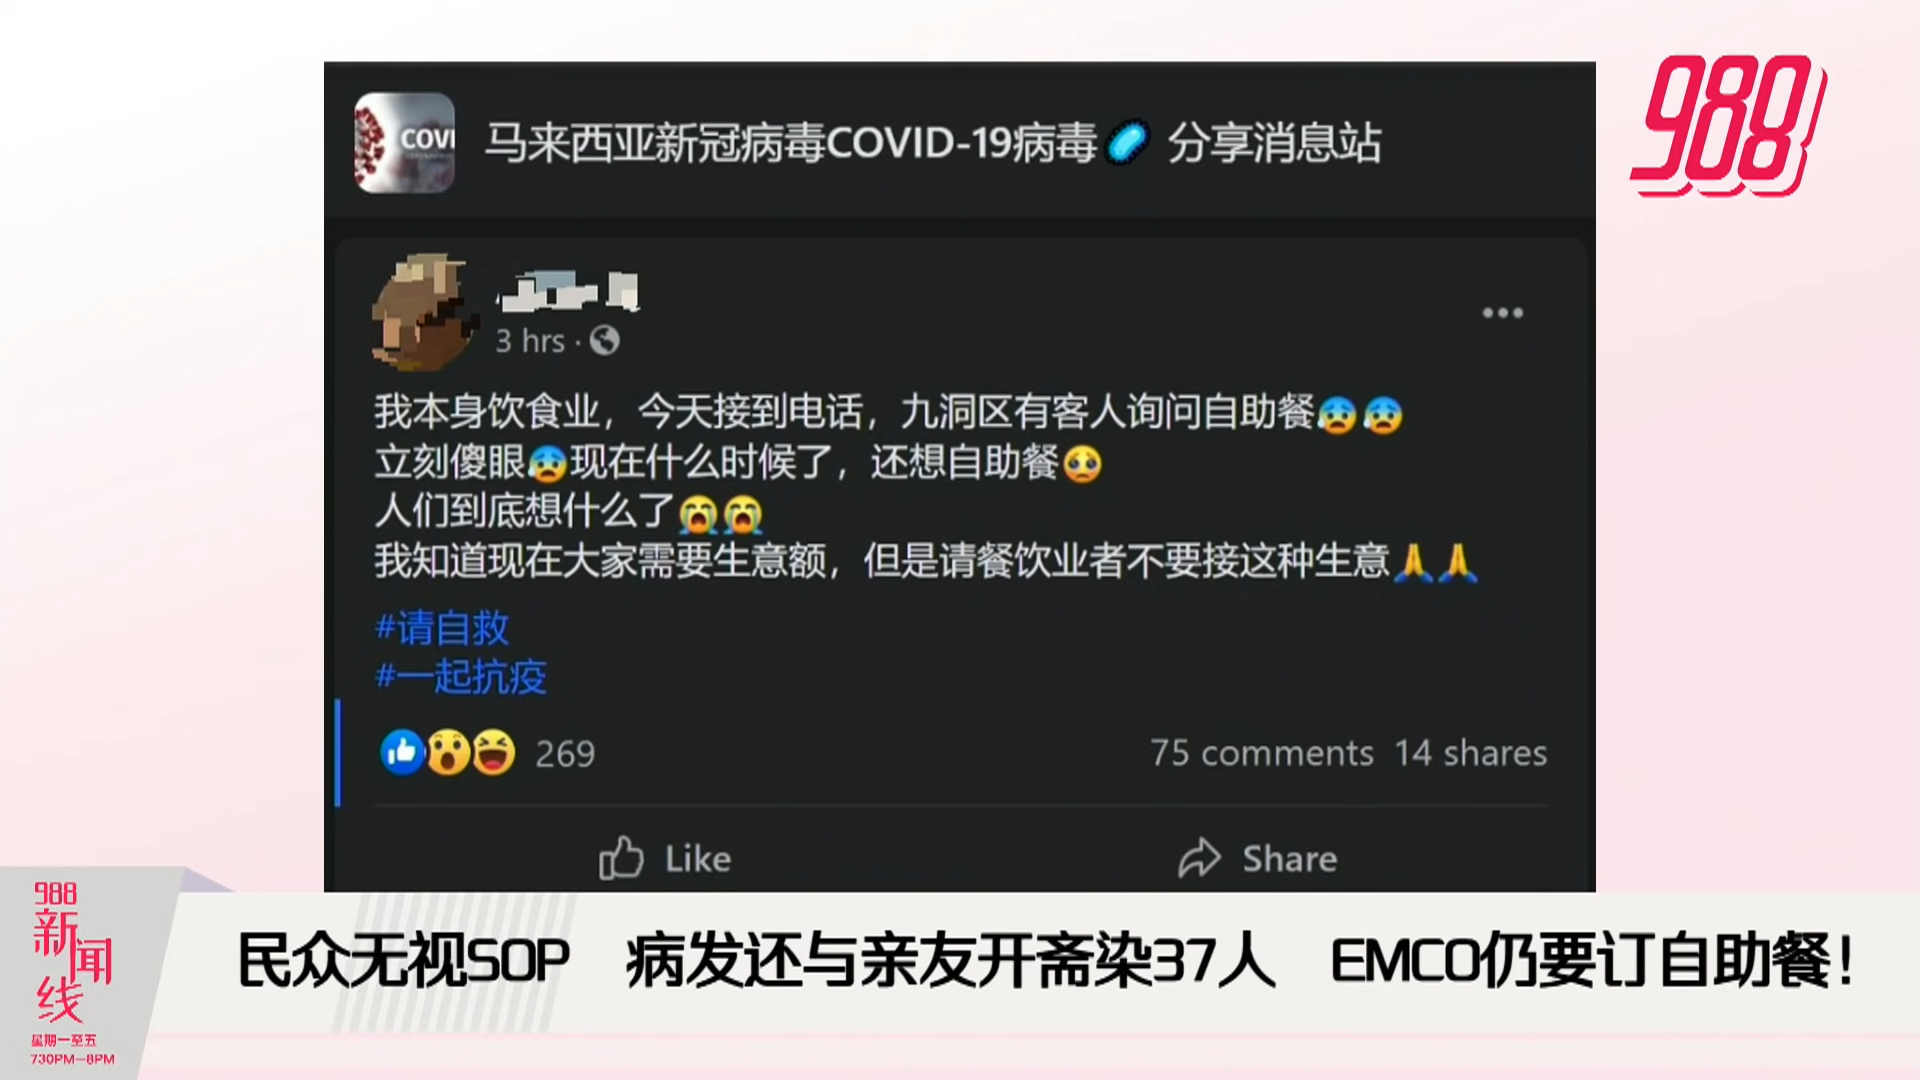 988
COVI
马来西亚新冠病毒COVID-19病毒🦠 分享消息站
3 hrs ·
我本身饮食业，今天接到电话，九洞区有客人询问自助餐😰😰
立刻傻眼😰现在什么时候了，还想自助餐🥺
人们到底想什么了😭😭
我知道现在大家需要生意额，但是请餐饮业者不要接这种生意🙏🙏
#请自救
#一起抗疫
269
75 comments 14 shares
Like
Share
988
新闻线
星期一至五
730PM-8PM
民众无视SOP 病发还与亲友开斋染37人 EMCO仍要订自助餐!